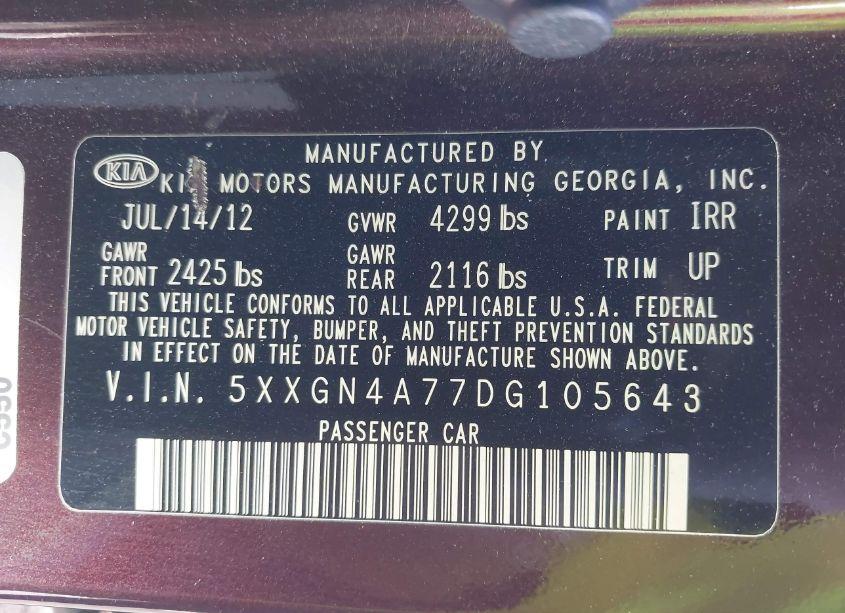 MANUFACTURED BY
KIA KIA MOTORS MANUFACTURING GEORGIA, INC.
JUL/14/12 GVWR 4299 lbs PAINT IRR
GAWR FRONT 2425 lbs GAWR REAR 2116 lbs TRIM UP
THIS VEHICLE CONFORMS TO ALL APPLICABLE U.S.A. FEDERAL
MOTOR VEHICLE SAFETY, BUMPER, AND THEFT PREVENTION STANDARDS
IN EFFECT ON THE DATE OF MANUFACTURE SHOWN ABOVE.
V.I.N. 5XXGN4A77DG105643
PASSENGER CAR